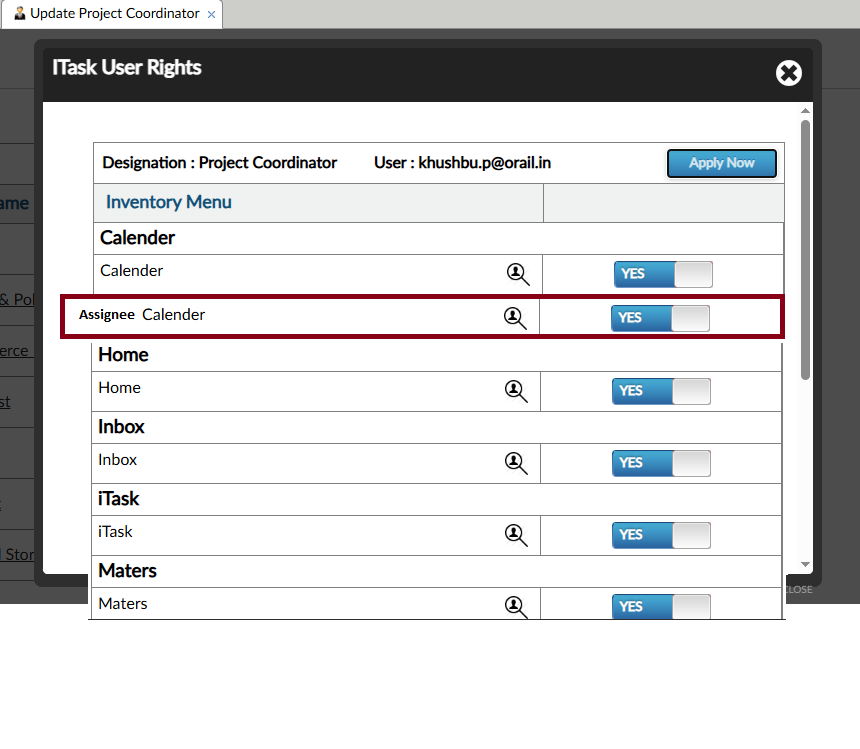 Update Project Coordinator ×
ITask User Rights
Designation : Project Coordinator User : khushbu.p@orail.in Apply Now
ame Inventory Menu
Calender
Calender YES
& Pol
Assignee Calender YES
erce Home
Home YES
st
Inbox
Inbox YES
iTask
iTask YES
l Stor
Maters
CLOSE
Maters YES